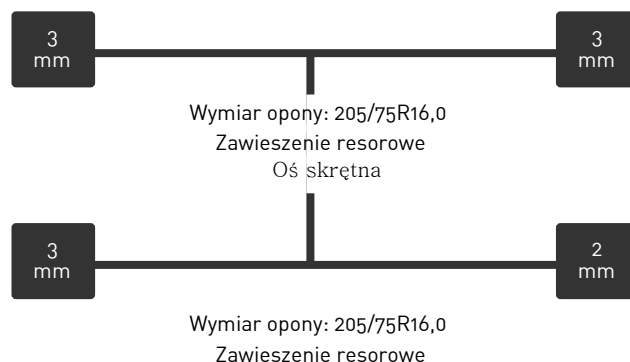 3 mm 3 mm
Wymiar opony: 205/75R16,0
Zawieszenie resorowe
Oś skrętna
3 mm 2 mm
Wymiar opony: 205/75R16,0
Zawieszenie resorowe